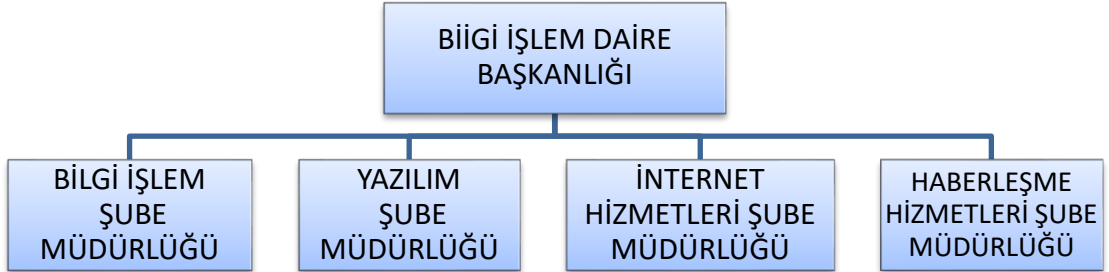 BİİGİ İŞLEM DAİRE
BAŞKANLIĞI
BİLGİ İŞLEM
ŞUBE
MÜDÜRLÜĞÜ
YAZILIM
ŞUBE
MÜDÜRLÜĞÜ
İNTERNET
HİZMETLERİ ŞUBE
MÜDÜRLÜĞÜ
HABERLEŞME
HİZMETLERİ ŞUBE
MÜDÜRLÜĞÜ